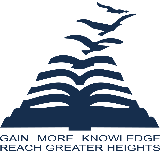 GAIN MORE KNOWLEDGE
REACH GREATER HEIGHTS